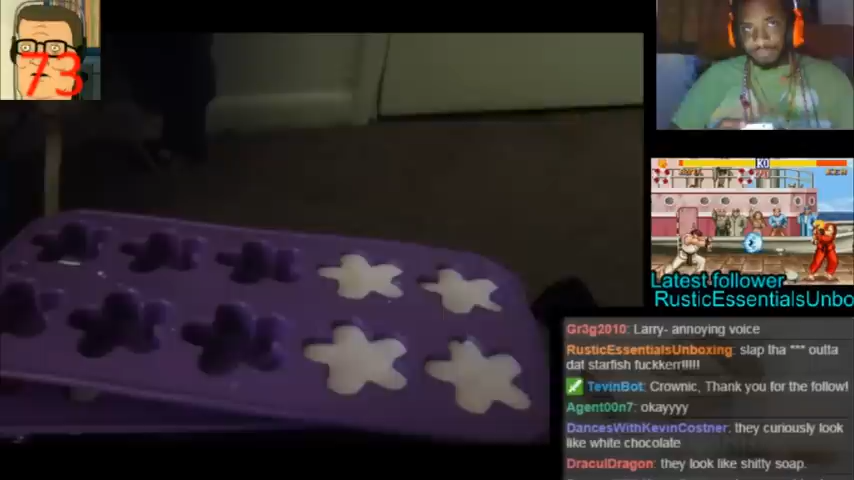 73
KO
KEN
Latest follower
RusticEssentialsUnbo
Gr3g2010: Larry- annoying voice
RusticEssentialsUnboxing: slap tha *** outta
dat starfish fuckkerr!!!!!
TevinBot: Crownic, Thank you for the follow!
Agent00n7: okayyyy
DancesWithKevinCostner: they curiously look
like white chocolate
DraculDragon: they look like shitty soap.